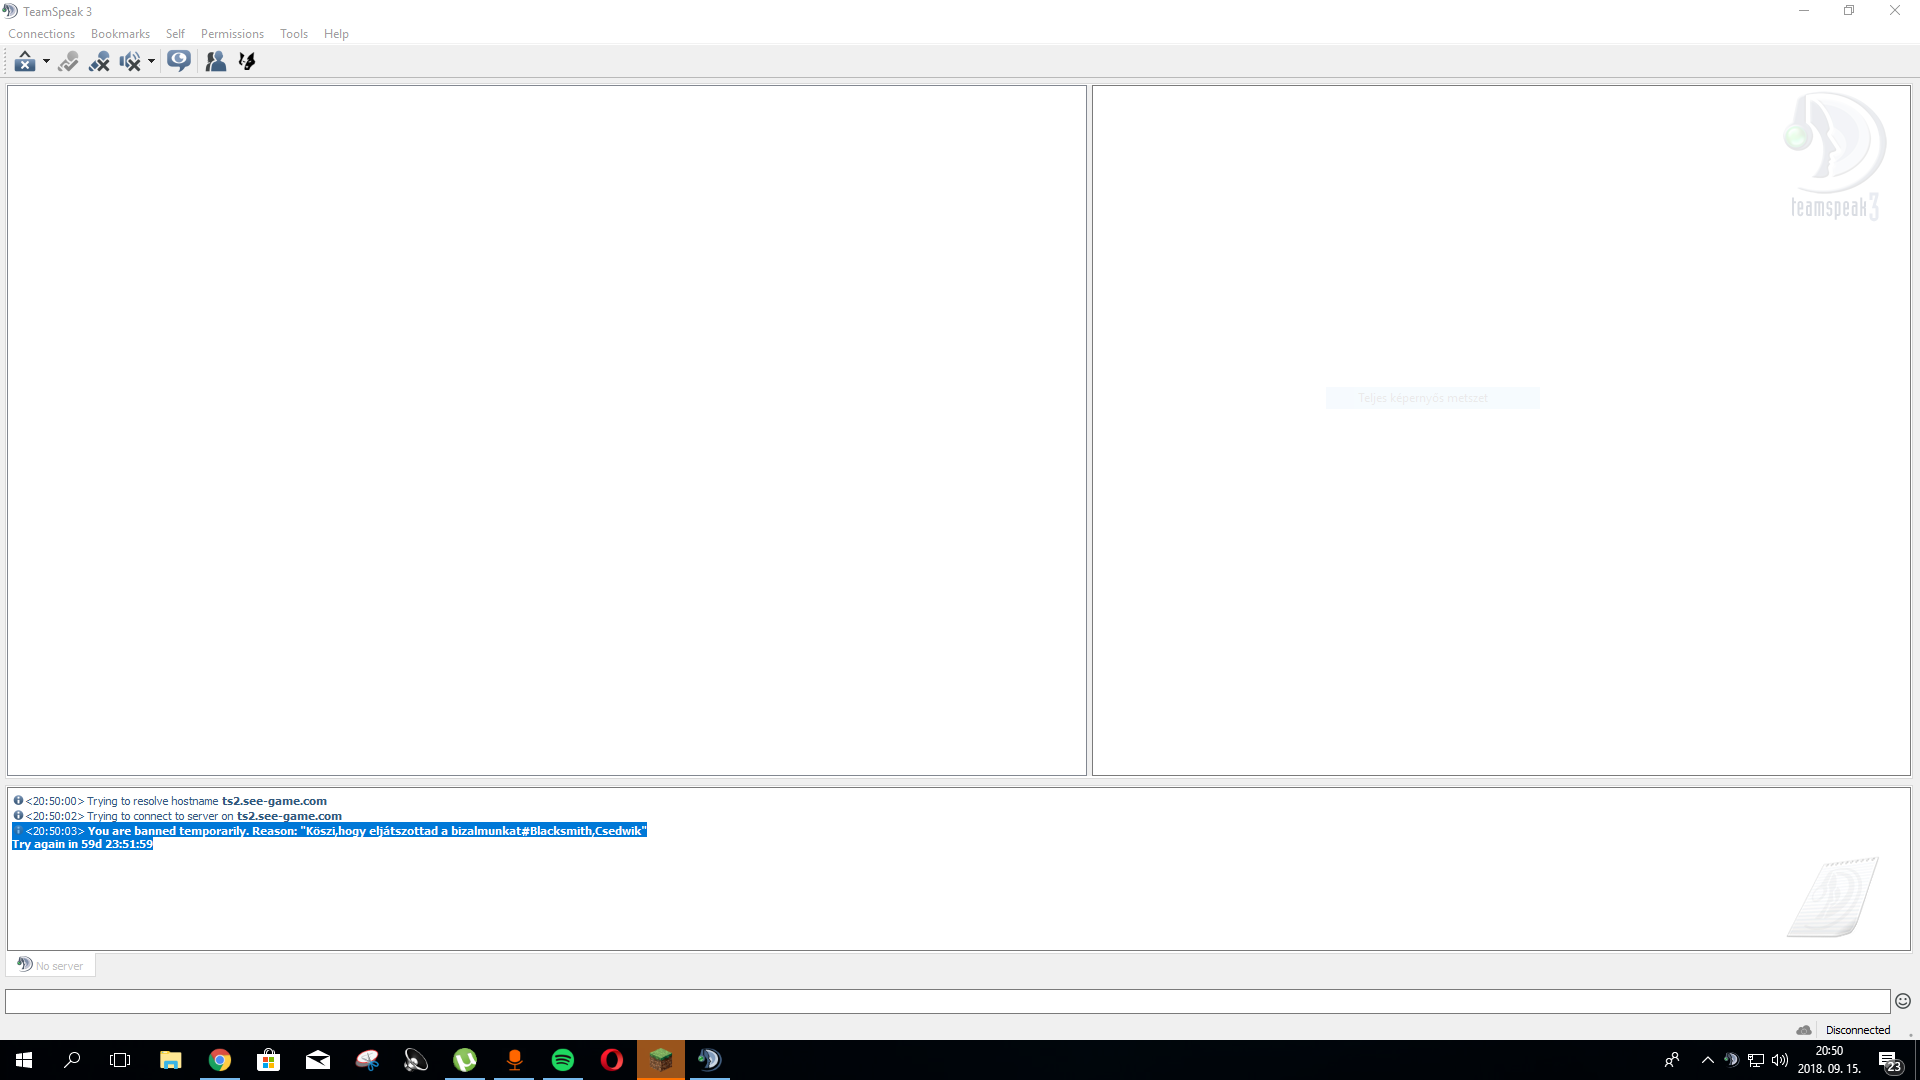 TeamSpeak 3
Connections Bookmarks Self Permissions Tools Help
teamspeak3
Teljes képernyős metszet
<20:50:00> Trying to resolve hostname ts2.see-game.com
<20:50:02> Trying to connect to server on ts2.see-game.com
<20:50:03> You are banned temporarily. Reason: "Köszi,hogy eljátszottad a bizalmunkat#Blacksmith,Csedwik"
Try again in 59d 23:51:59
No server
Disconnected
20:50
2018. 09. 15.
23